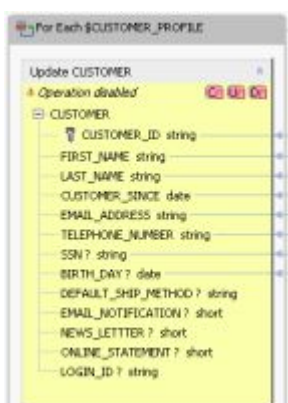 For Each $CUSTOMER_PROFILE
Update CUSTOMER
Operation disabled C U D
CUSTOMER
CUSTOMER_ID string
FIRST_NAME string
LAST_NAME string
CUSTOMER_SINCE date
EMAIL_ADDRESS string
TELEPHONE_NUMBER string
SSN ? string
BIRTH_DAY ? date
DEFAULT_SHIP_METHOD ? string
EMAIL_NOTIFICATION ? short
NEWS_LETTTER ? short
ONLINE_STATEMENT ? short
LOGIN_ID ? string